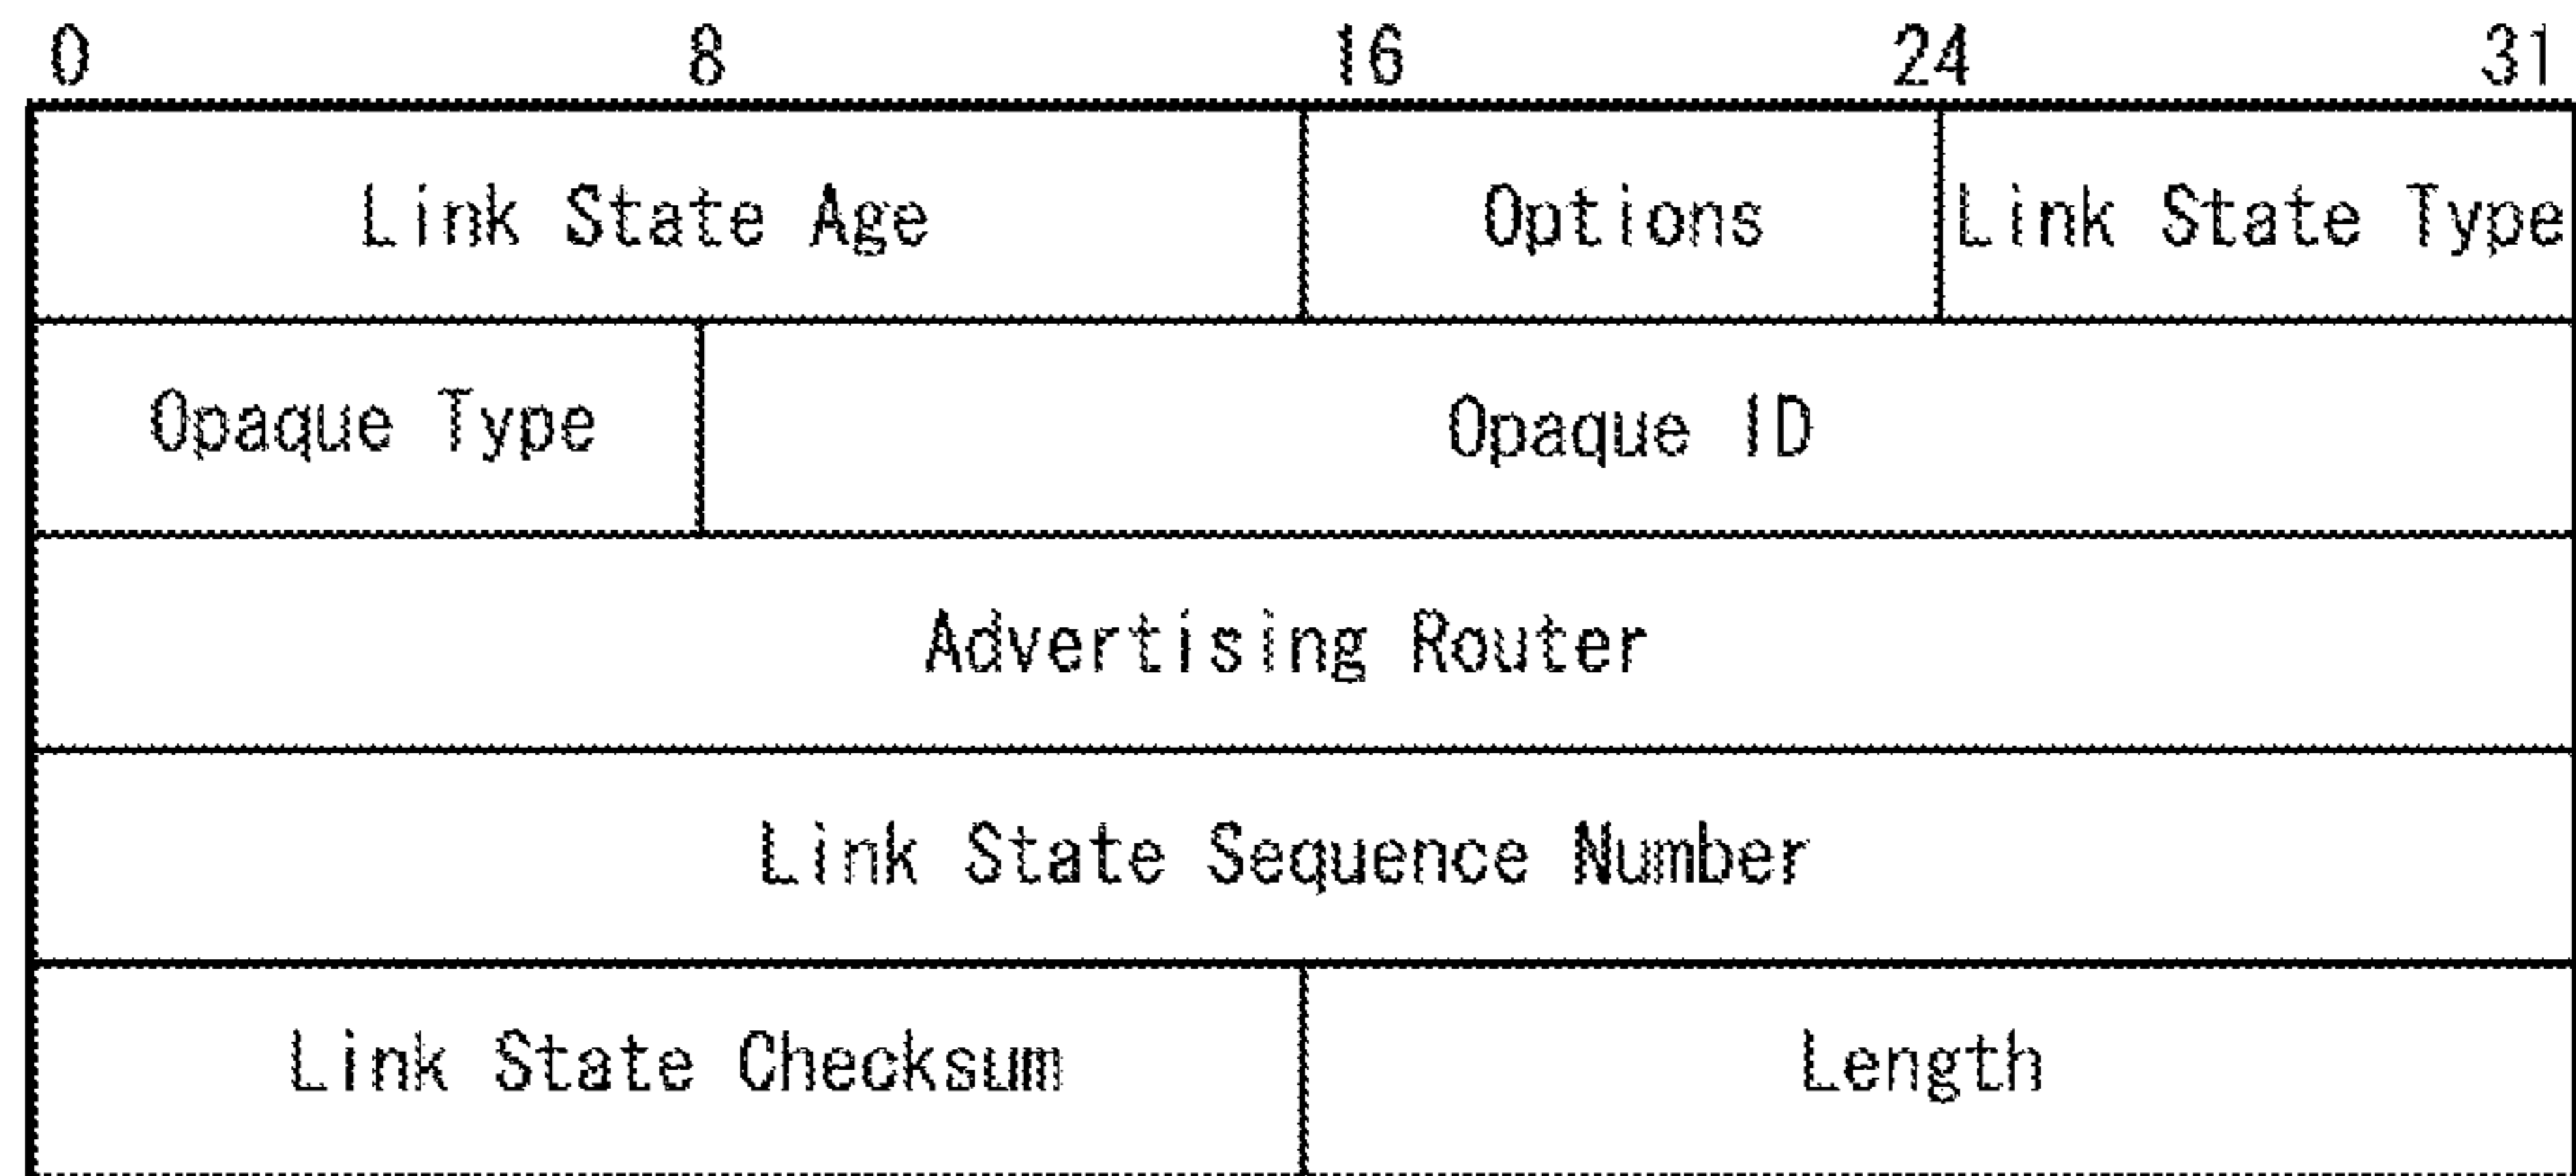 0 8 16 24 31
Link State Age Options Link State Type
Opaque Type Opaque ID
Advertising Router
Link State Sequence Number
Link State Checksum Length